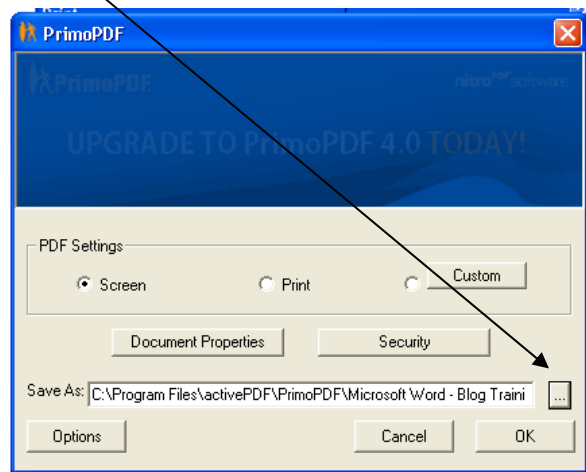 Print
PrimoPDF
PrimoPDF
nitro PDF software
UPGRADE TO PrimoPDF 4.0 TODAY!
PDF Settings
Screen
Print
Custom
Document Properties
Security
Save As: C:\Program Files\activePDF\PrimoPDF\Microsoft Word - Blog Traini ...
Options
Cancel
OK